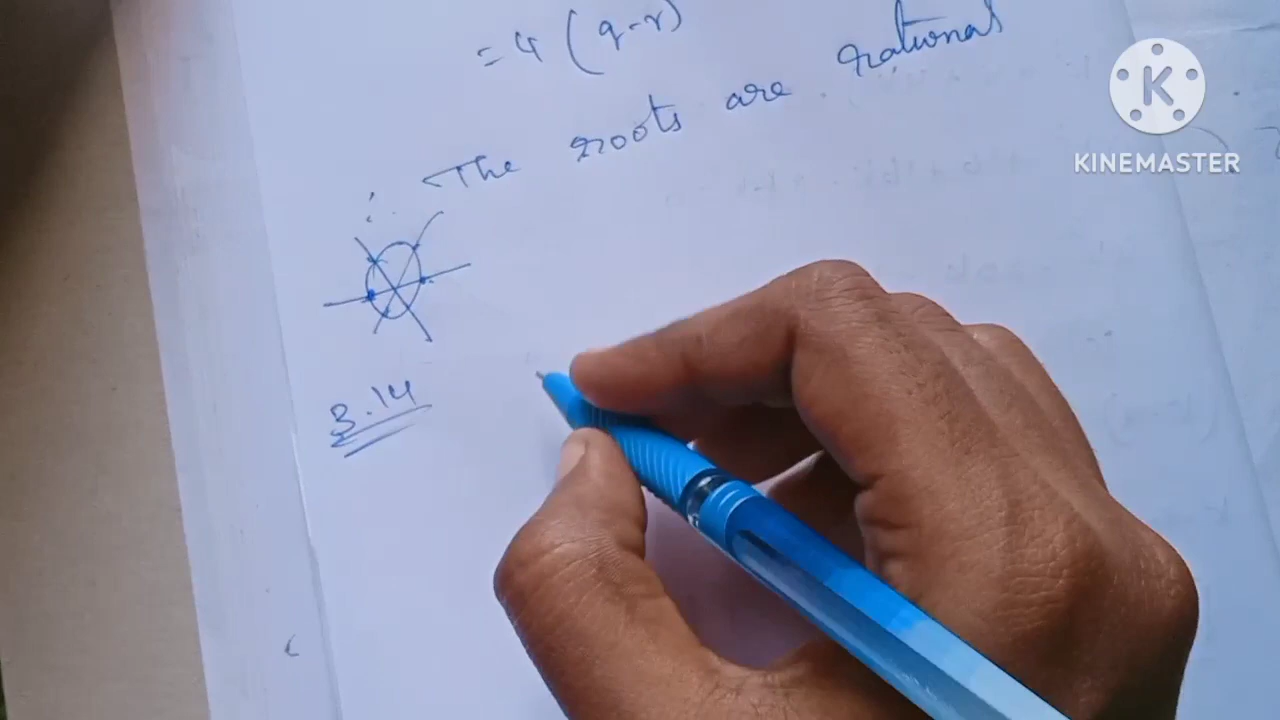 = 4 (q-r)
∴ The roots are rational
3.14
K
KINEMASTER